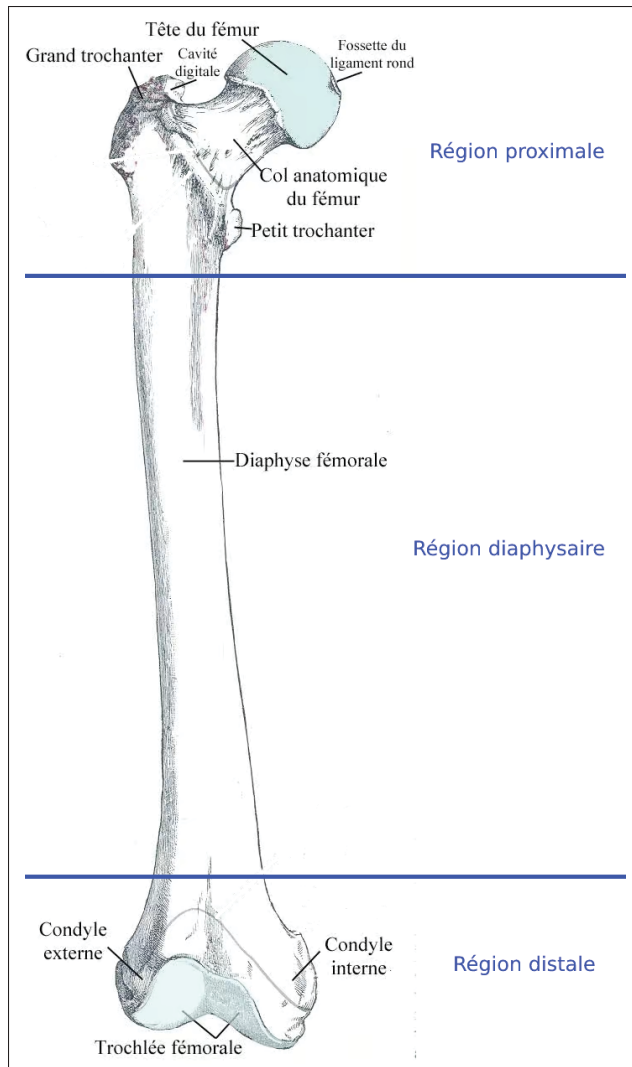 Tête du fémur
Grand trochanter
Cavité
digitale
Fossette du
ligament rond
Région proximale
Col anatomique
du fémur
Petit trochanter
Diaphyse fémorale
Région diaphysaire
Condyle
externe
Condyle
interne
Région distale
Trochlée fémorale